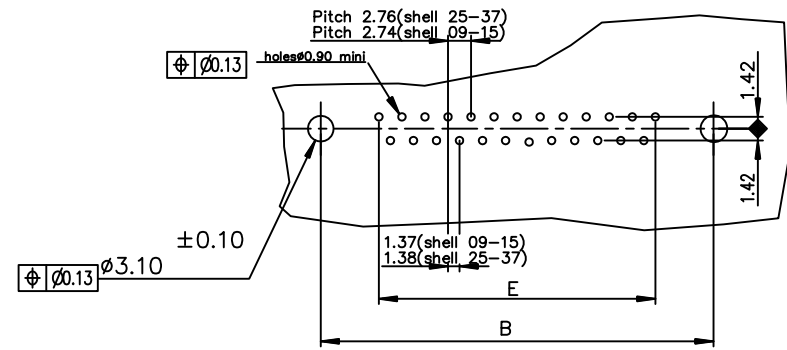 Pitch 2.76(shell 25-37)
Pitch 2.74(shell 09-15)
⌖ Ø0.13
holesø0.90 mini
1.42
1.42
±0.10
⌖ Ø0.13 Ø3.10
1.37(shell 09-15)
1.38(shell 25-37)
E
B